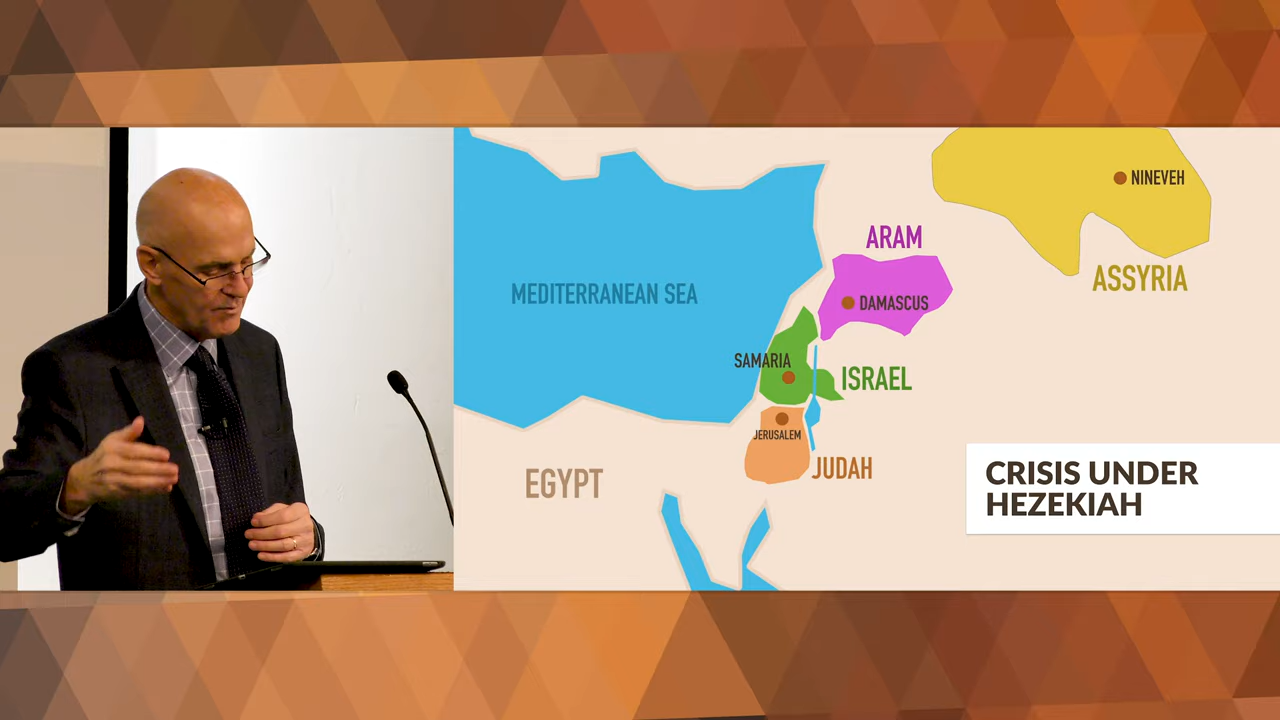 NINEVEH
ARAM
ASSYRIA
MEDITERRANEAN SEA
DAMASCUS
SAMARIA
ISRAEL
JERUSALEM
JUDAH
EGYPT
CRISIS UNDER
HEZEKIAH